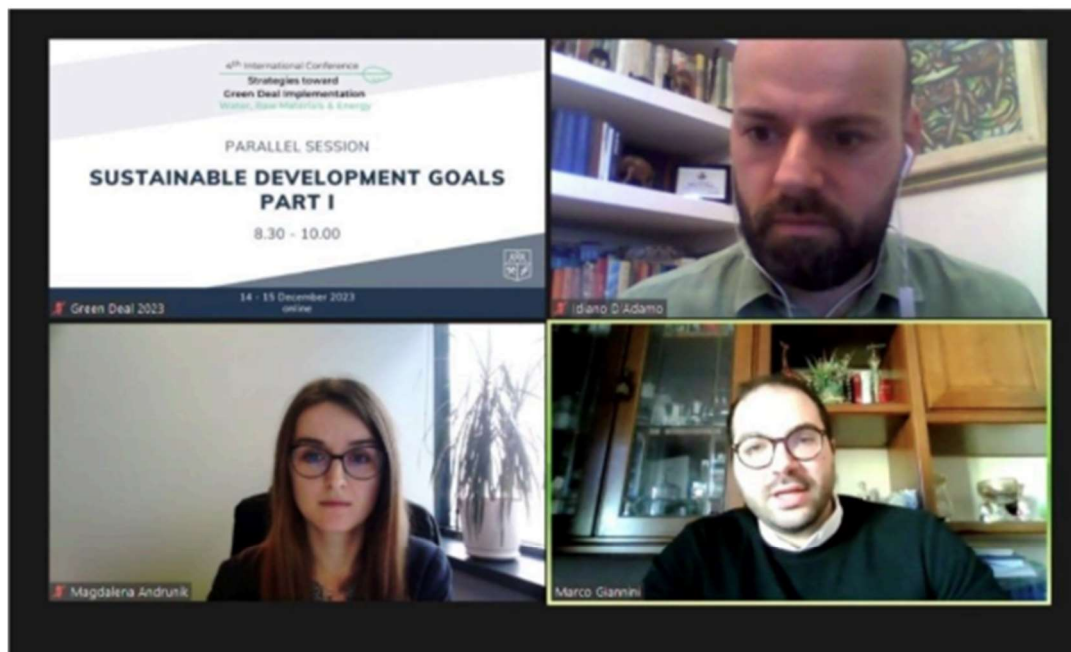 4th International Conference
Strategies toward
Green Deal Implementation
Water, Raw Materials & Energy
PARALLEL SESSION
SUSTAINABLE DEVELOPMENT GOALS
PART I
8.30 - 10.00
14 - 15 December 2023
online
Green Deal 2023
Idiano D'Adamo
Magdalena Andrunik
Marco Giannini